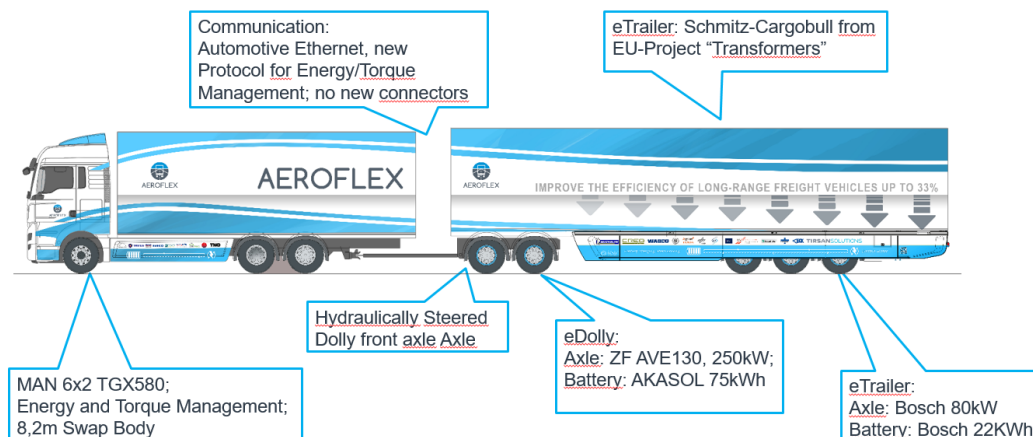 Communication:
Automotive Ethernet, new
Protocol for Energy/Torque
Management; no new connectors
eTrailer: Schmitz-Cargobull from
EU-Project “Transformers”
AEROFLEX
AEROFLEX
AEROFLEX
IMPROVE THE EFFICIENCY OF LONG-RANGE FREIGHT VEHICLES UP TO 33%
WABCO
TIRSANSOLUTIONS
Hydraulically Steered
Dolly front axle Axle
eDolly:
Axle: ZF AVE130, 250kW;
Battery: AKASOL 75kWh
MAN 6x2 TGX580;
Energy and Torque Management;
8,2m Swap Body
eTrailer:
Axle: Bosch 80kW
Battery: Bosch 22KWh